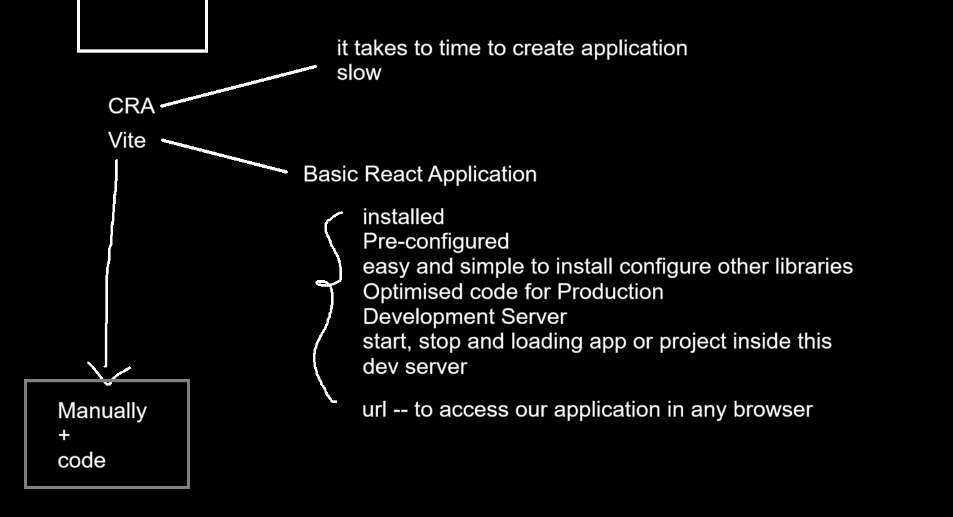 it takes to time to create application
slow
CRA
Vite
Basic React Application
installed
Pre-configured
easy and simple to install configure other libraries
Optimised code for Production
Development Server
start, stop and loading app or project inside this
dev server
url -- to access our application in any browser
Manually
+
code